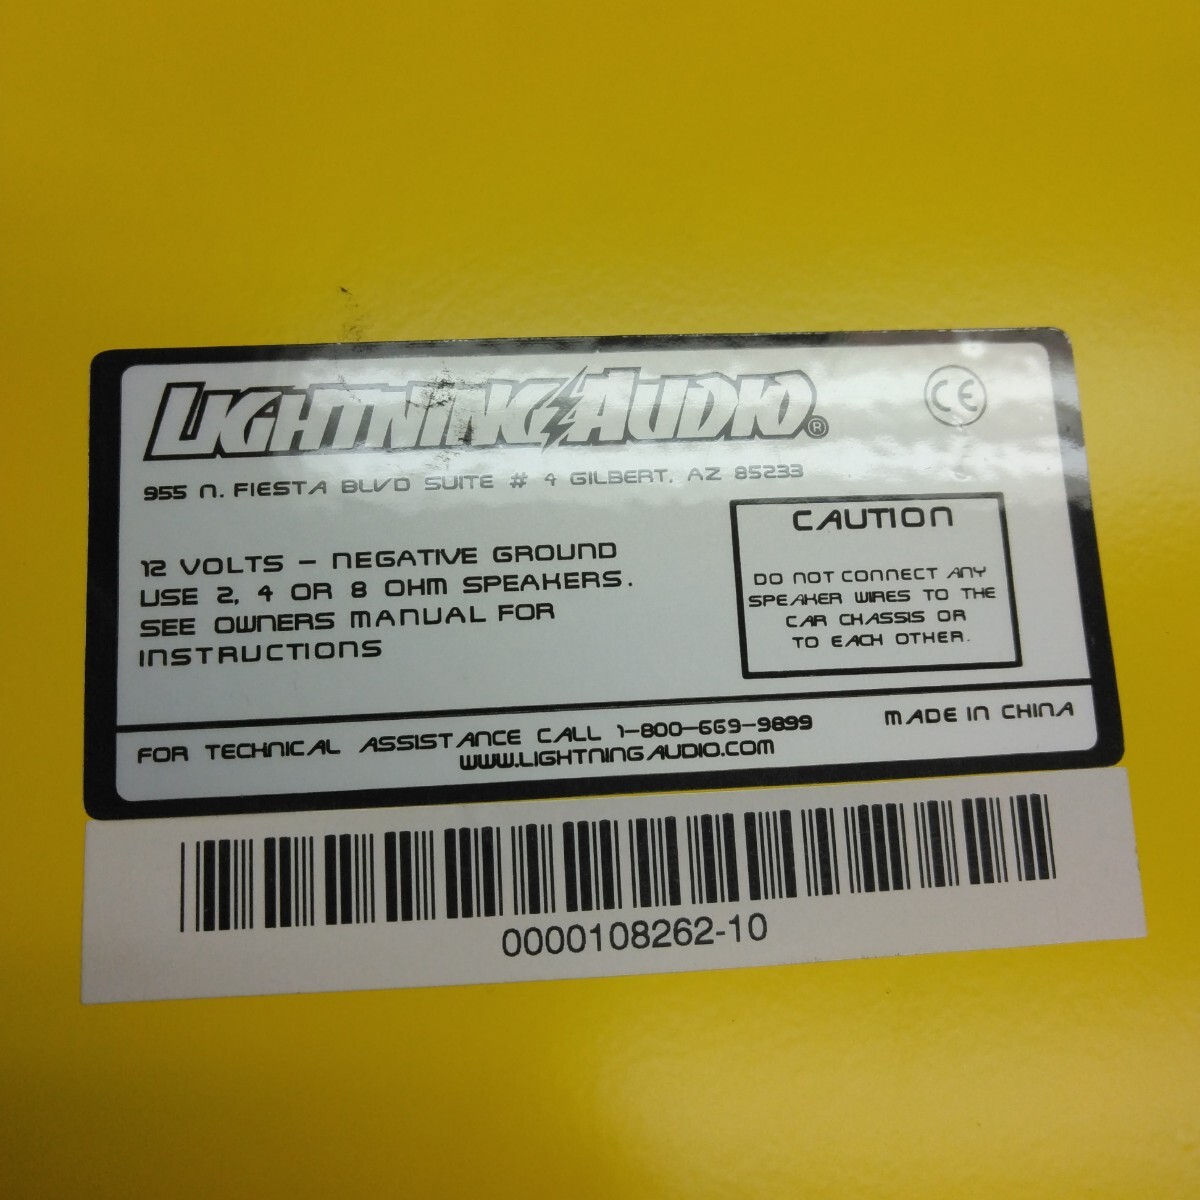 LIGHTNING AUDIO®
CE
955 N. FIESTA BLVD SUITE # 4 GILBERT, AZ 85233
12 VOLTS - NEGATIVE GROUND
USE 2, 4 OR 8 OHM SPEAKERS.
SEE OWNERS MANUAL FOR
INSTRUCTIONS
CAUTION
DO NOT CONNECT ANY
SPEAKER WIRES TO THE
CAR CHASSIS OR
TO EACH OTHER.
FOR TECHNICAL ASSISTANCE CALL 1-800-669-9899
WWW.LIGHTNINGAUDIO.COM
MADE IN CHINA
0000108262-10